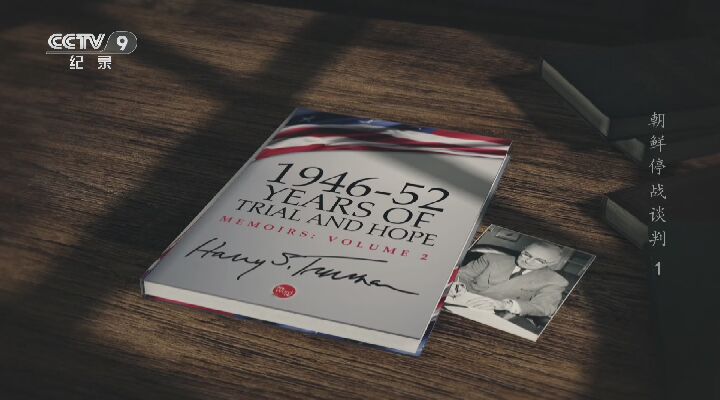 CCTV 9
纪录
朝鲜停战谈判 1
1946-52
YEARS OF
TRIAL AND HOPE
MEMOIRS: VOLUME 2
Harry S. Truman